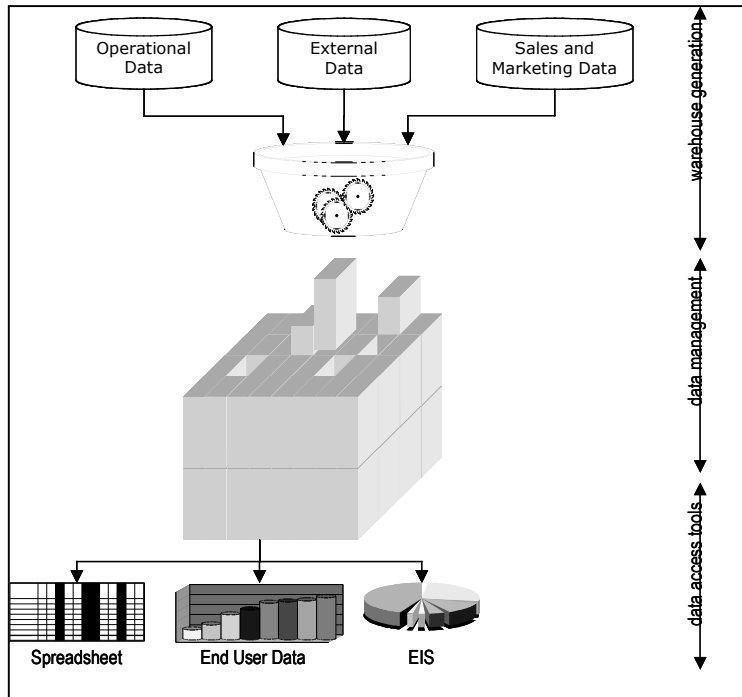 Operational
Data
External
Data
Sales and
Marketing Data
warehouse generation
data management
data access tools
Spreadsheet
End User Data
EIS